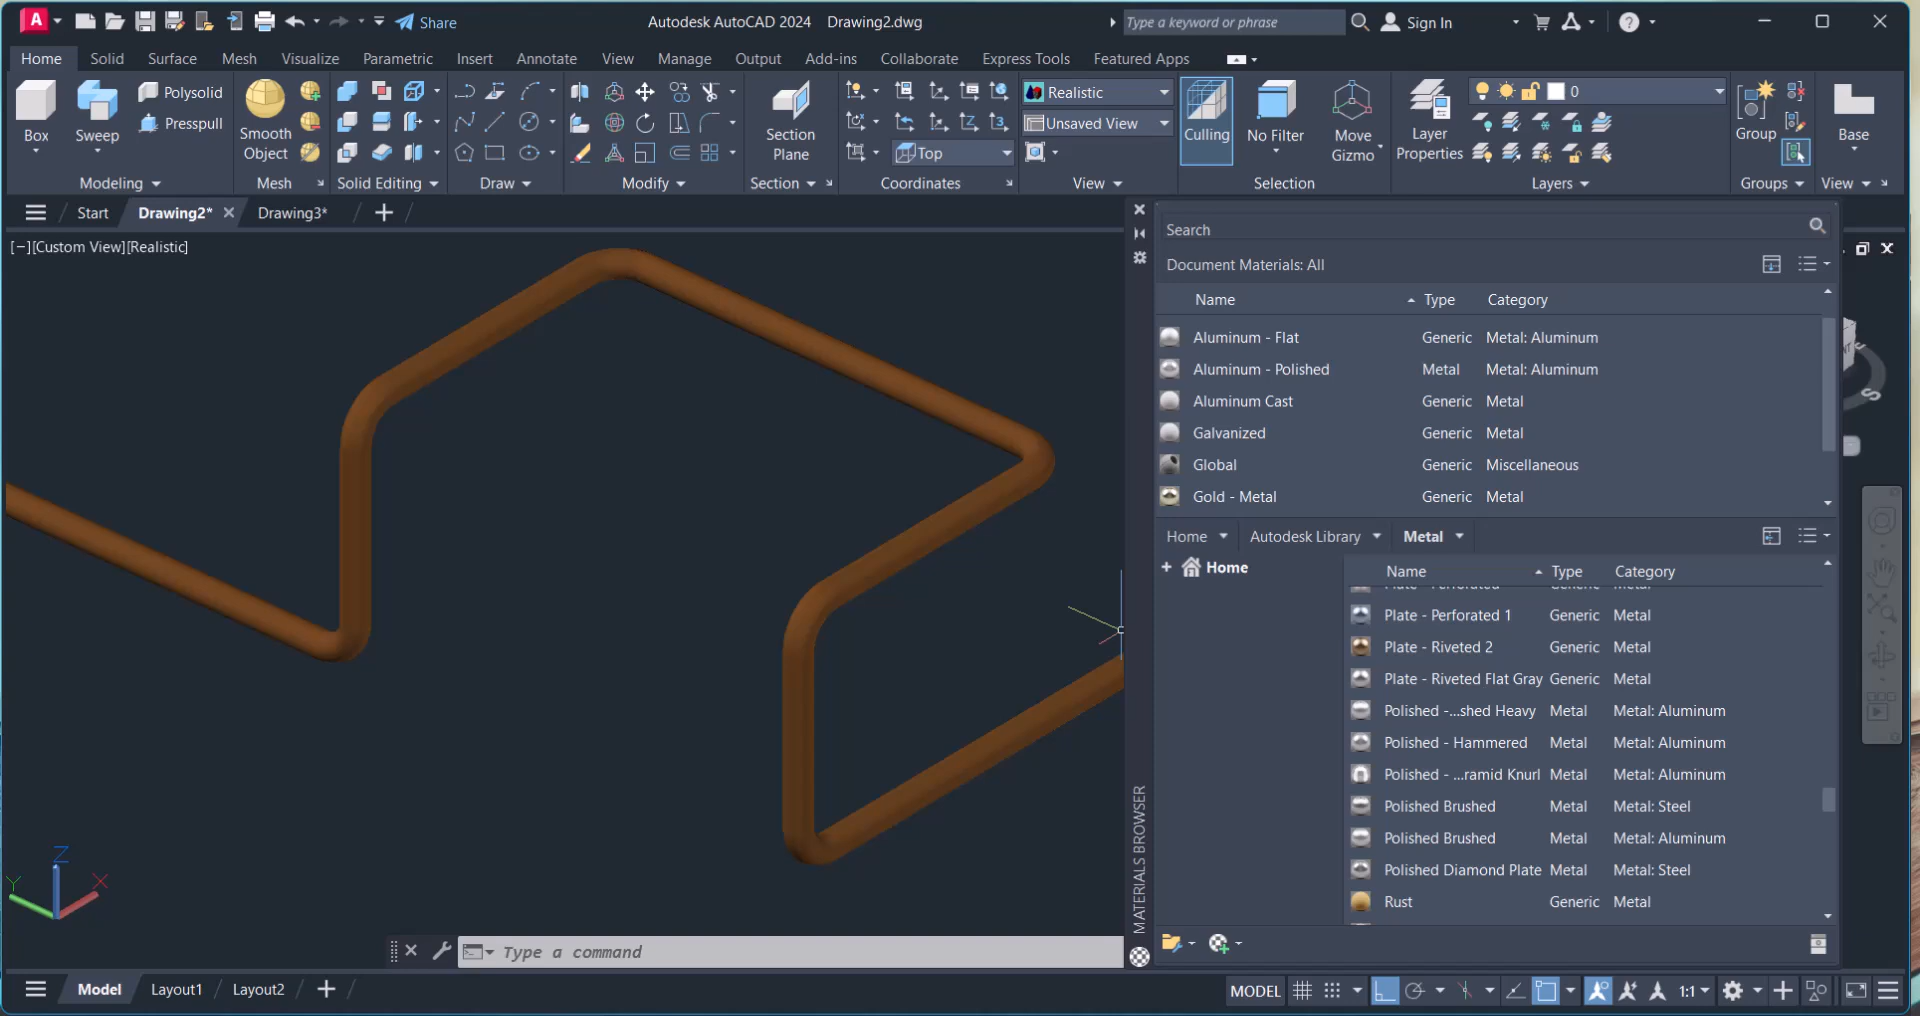 A Share Autodesk AutoCAD 2024 Drawing2.dwg Type a keyword or phrase Sign In
Home Solid Surface Mesh Visualize Parametric Insert Annotate View Manage Output Add-ins Collaborate Express Tools Featured Apps
Polysolid Realistic 0
Presspull Unsaved View
Box Sweep Smooth Object Section Plane Culling No Filter Move Gizmo Layer Properties Group Base
Top
Modeling Mesh Solid Editing Draw Modify Section Coordinates View Selection Layers Groups View
Start Drawing2* Drawing3*
[−][Custom View][Realistic]
Search
Document Materials: All
Name Type Category
Aluminum - Flat Generic Metal: Aluminum
Aluminum - Polished Metal Metal: Aluminum
Aluminum Cast Generic Metal
Galvanized Generic Metal
Global Generic Miscellaneous
Gold - Metal Generic Metal
Home Autodesk Library Metal
Home
Name Type Category
Plate - Perforated Generic Metal
Plate - Perforated 1 Generic Metal
Plate - Riveted 2 Generic Metal
Plate - Riveted Flat Gray Generic Metal
Polished -...shed Heavy Metal Metal: Aluminum
Polished - Hammered Metal Metal: Aluminum
Polished - ...ramid Knurl Metal Metal: Aluminum
Polished Brushed Metal Metal: Steel
Polished Brushed Metal Metal: Aluminum
Polished Diamond Plate Metal Metal: Steel
Rust Generic Metal
MATERIALS BROWSER
S
Z
Y
X
Type a command
Model Layout1 Layout2 MODEL 1:1